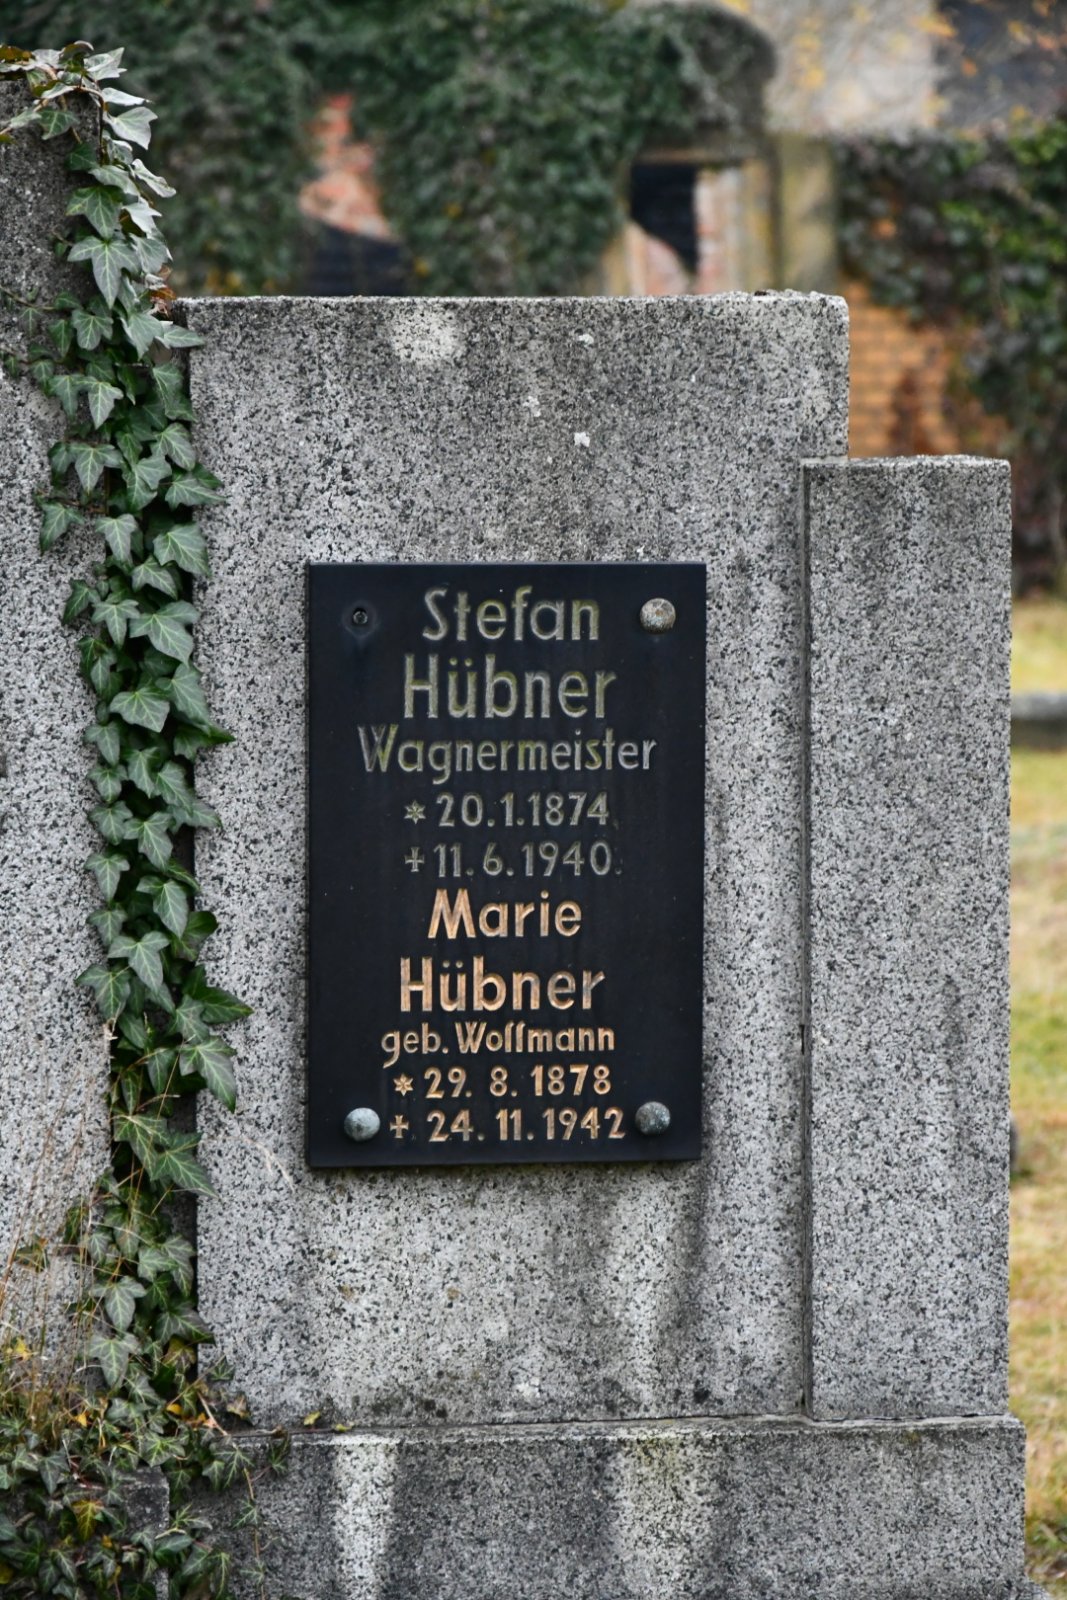 Stefan
Hübner
Wagnermeister
* 20.1.1874.
+ 11.6.1940.
Marie
Hübner
geb. Wolfmann
* 29. 8. 1878
+ 24. 11. 1942